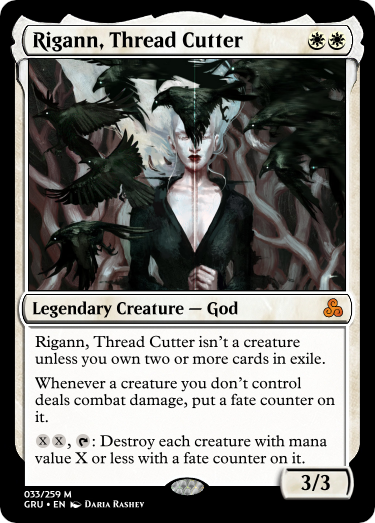 Rigann, Thread Cutter
Legendary Creature — God
Rigann, Thread Cutter isn't a creature
unless you own two or more cards in exile.
Whenever a creature you don't control
deals combat damage, put a fate counter on
it.
X X, : Destroy each creature with mana
value X or less with a fate counter on it.
3/3
033/259 M
GRU • EN Daria Rashev